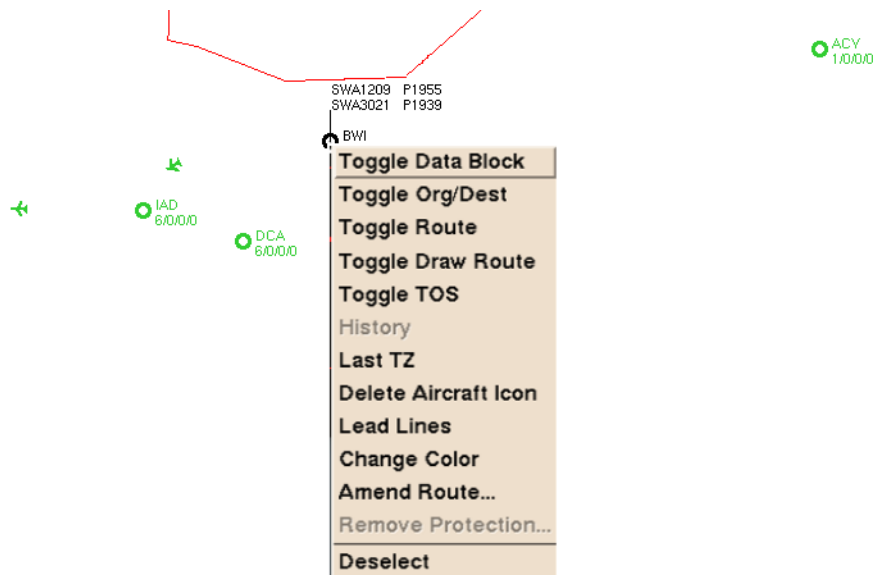 ACY
1/0/0/0
SWA1209 P1955
SWA3021 P1939
BWI
Toggle Data Block
Toggle Org/Dest
IAD
6/0/0/0
Toggle Route
DCA
6/0/0/0
Toggle Draw Route
Toggle TOS
History
Last TZ
Delete Aircraft Icon
Lead Lines
Change Color
Amend Route...
Remove Protection...
Deselect